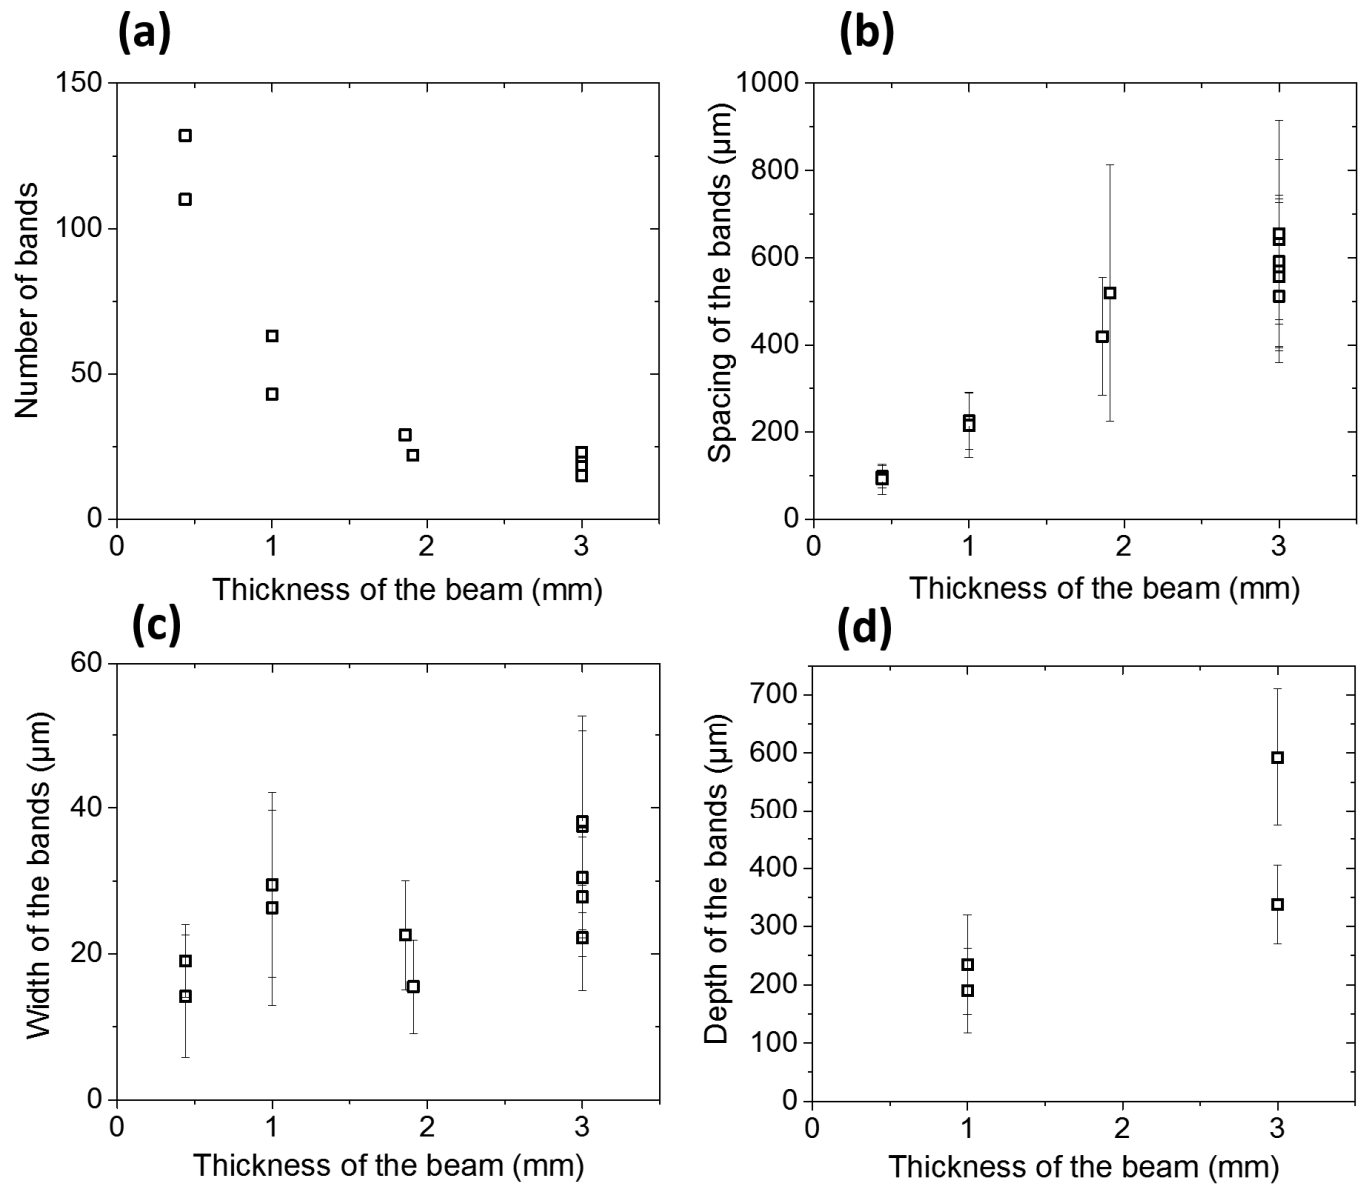 (a)
150
100
50
0
Number of bands
0 1 2 3
Thickness of the beam (mm)
(b)
1000
800
600
400
200
0
Spacing of the bands (µm)
0 1 2 3
Thickness of the beam (mm)
(c)
60
40
20
0
Width of the bands (µm)
0 1 2 3
Thickness of the beam (mm)
(d)
700
600
500
400
300
200
100
0
Depth of the bands (µm)
0 1 2 3
Thickness of the beam (mm)